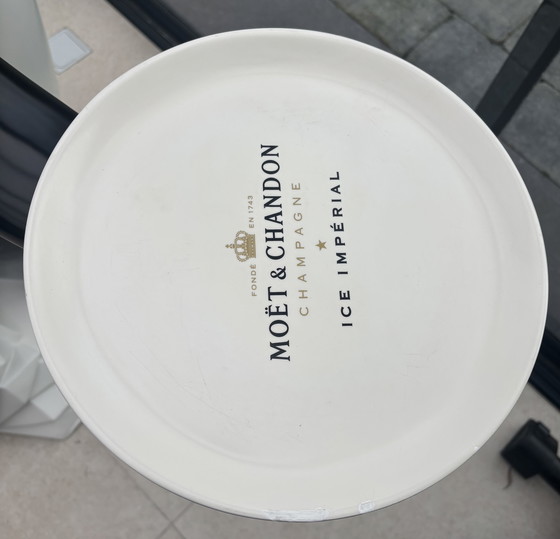 FONDÉ EN 1743
MOËT & CHANDON
CHAMPAGNE
ICE IMPÉRIAL